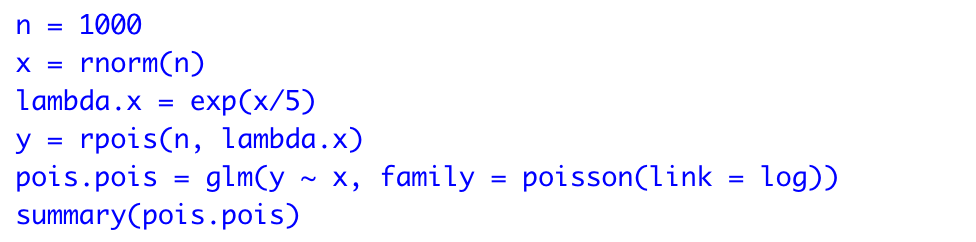 n = 1000
x = rnorm(n)
lambda.x = exp(x/5)
y = rpois(n, lambda.x)
pois.pois = glm(y ~ x, family = poisson(link = log))
summary(pois.pois)